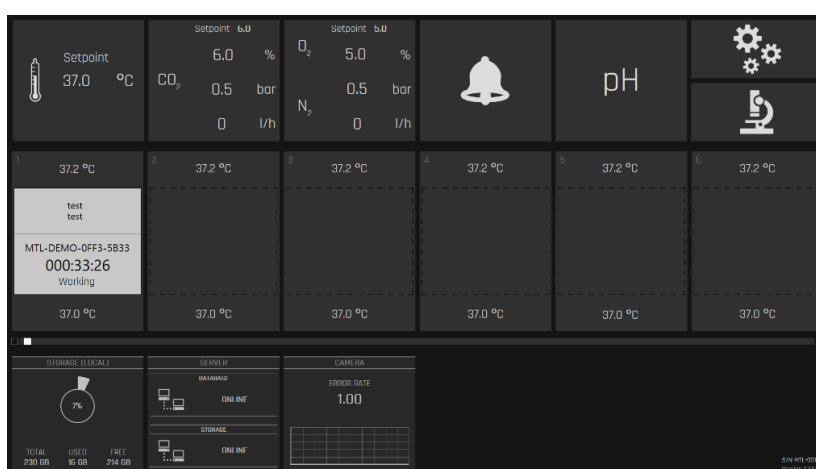 Setpoint
37.0 °C
Setpoint 6.0
CO₂
6.0 %
0.5 bar
0 l/h
Setpoint 5.0
O₂
5.0 %
N₂
0.5 bar
0 l/h
pH
1
37.2 °C
2
37.2 °C
3
37.2 °C
4
37.2 °C
5
37.2 °C
6
37.2 °C
test
test
MTL-DEMO-0FF3-5B33
000:33:26
Working
37.0 °C
37.0 °C
37.0 °C
37.0 °C
37.0 °C
37.0 °C
STORAGE (LOCAL)
7%
TOTAL USED FREE
230 GB 16 GB 214 GB
SERVER
DATABASE
ONLINE
STORAGE
ONLINE
CAMERA
ERROR RATE
1.00
S/N MTL-001